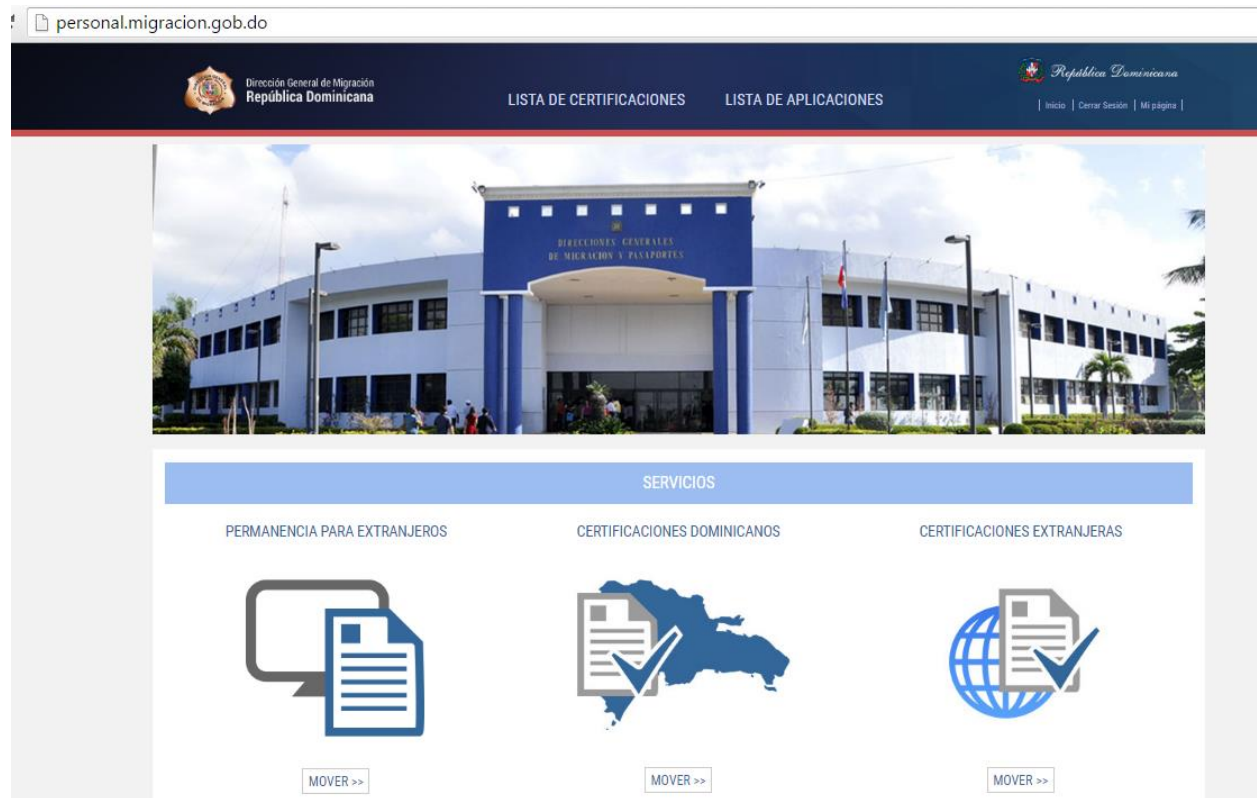 personal.migracion.gob.do
Dirección General de Migración
República Dominicana
LISTA DE CERTIFICACIONES
LISTA DE APLICACIONES
República Dominicana
| Inicio | Cerrar Sesión | Mi página |
DIRECCIONES GENERALES
DE MIGRACION Y PASAPORTES
SERVICIOS
PERMANENCIA PARA EXTRANJEROS
CERTIFICACIONES DOMINICANOS
CERTIFICACIONES EXTRANJERAS
MOVER >>
MOVER >>
MOVER >>